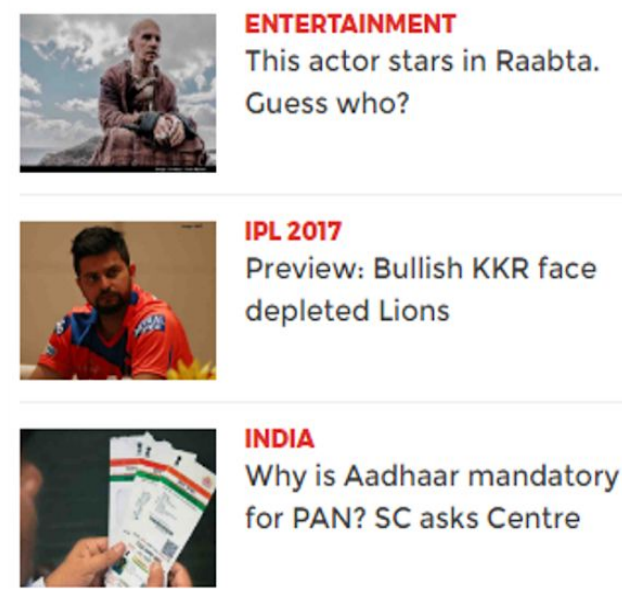 ENTERTAINMENT
This actor stars in Raabta.
Guess who?
IPL 2017
Preview: Bullish KKR face
depleted Lions
INDIA
Why is Aadhaar mandatory
for PAN? SC asks Centre